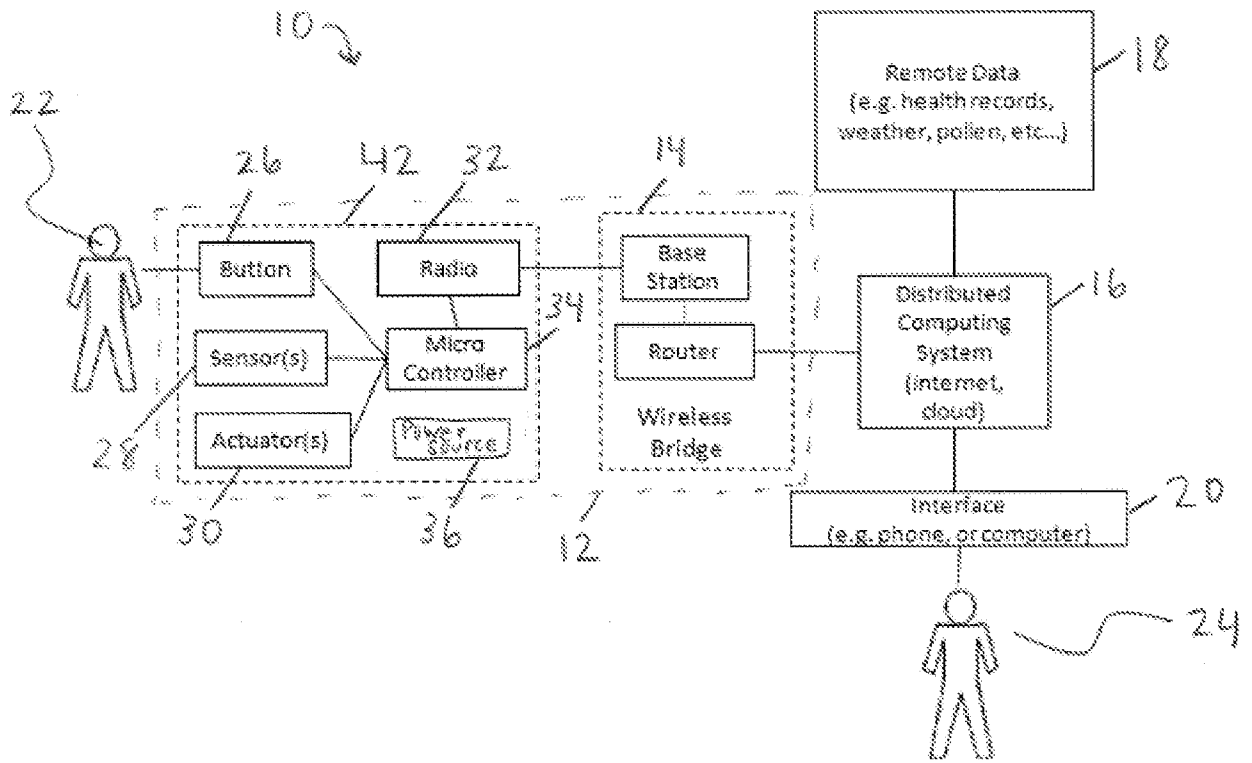 10
18
Remote Data
(e.g. health records,
weather, pollen, etc...)
22
26
42
32
14
Button
Radio
Base
Station
16
Distributed
Computing
System
(internet,
cloud)
34
Sensor(s)
Micro
Controller
Router
Actuator(s)
Power
Source
Wireless
Bridge
28
30
36
12
20
Interface
(e.g. phone, or computer)
24